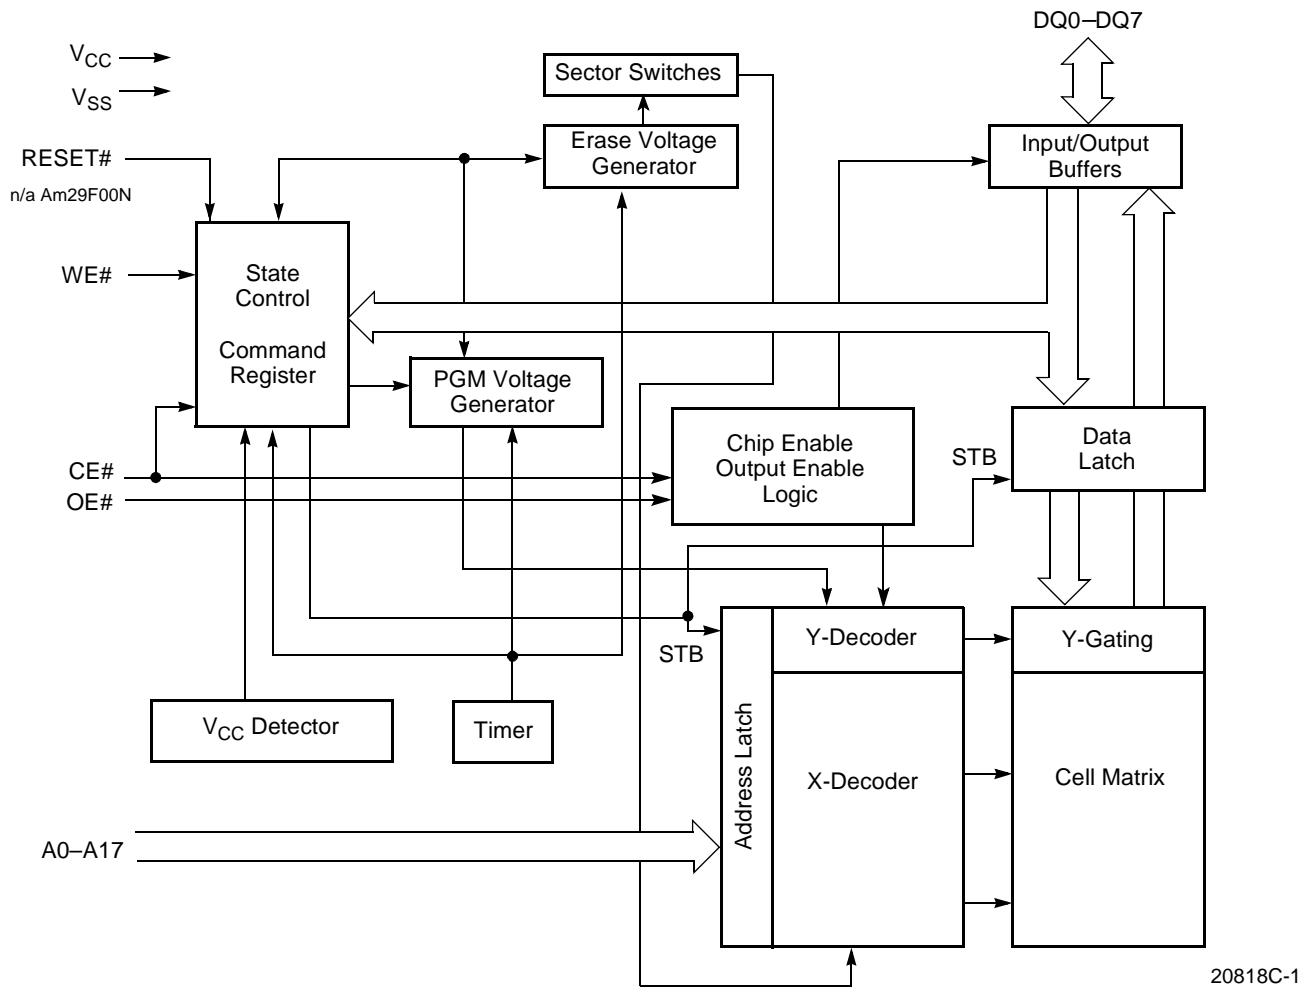 DQ0–DQ7
VCC
VSS
Sector Switches
Erase Voltage
Generator
Input/Output
Buffers
RESET#
n/a Am29F00N
WE#
State
Control
Command
Register
PGM Voltage
Generator
Chip Enable
Output Enable
Logic
STB
Data
Latch
CE#
OE#
STB
Y-Decoder
Y-Gating
VCC Detector
Timer
Address Latch
X-Decoder
Cell Matrix
A0–A17
20818C-1